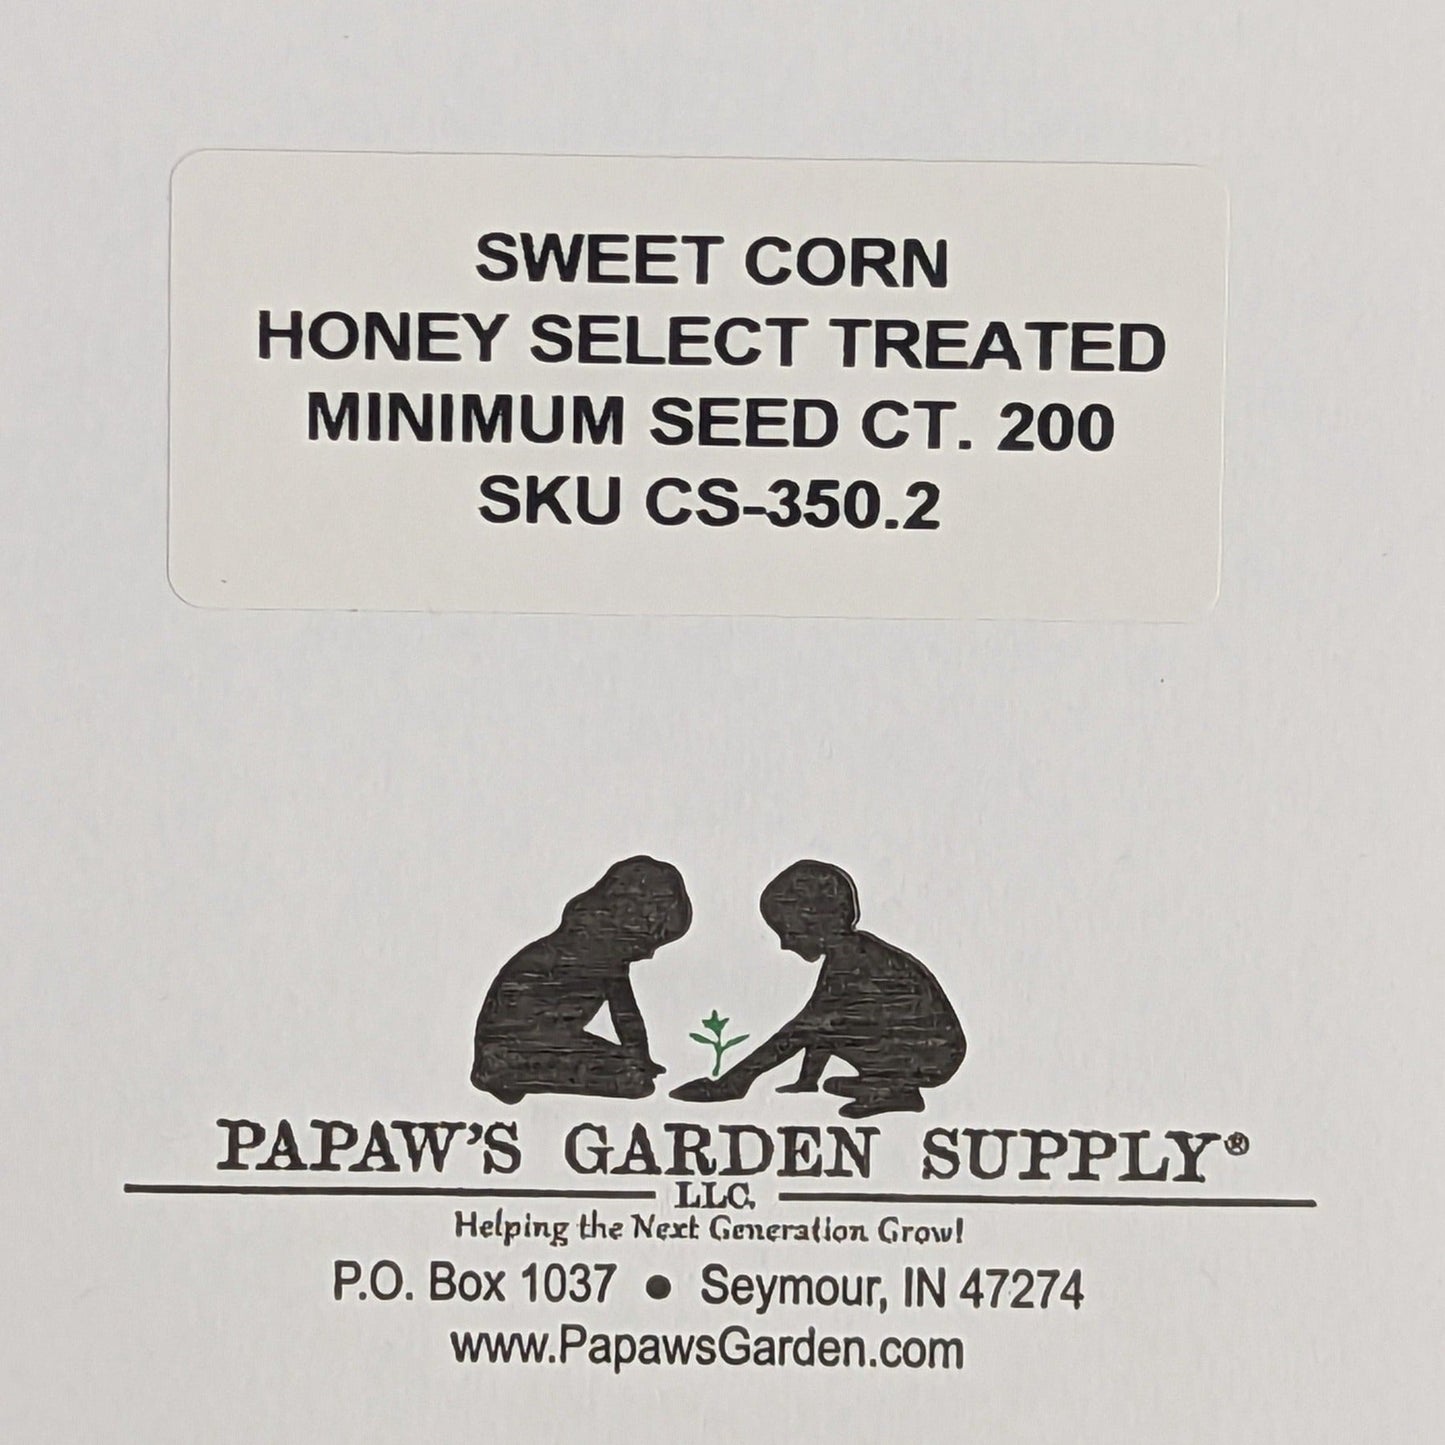 SWEET CORN
HONEY SELECT TREATED
MINIMUM SEED CT. 200
SKU CS-350.2
PAPAW'S GARDEN SUPPLY®
LLC.
Helping the Next Generation Grow!
P.O. Box 1037 ● Seymour, IN 47274
www.PapawsGarden.com